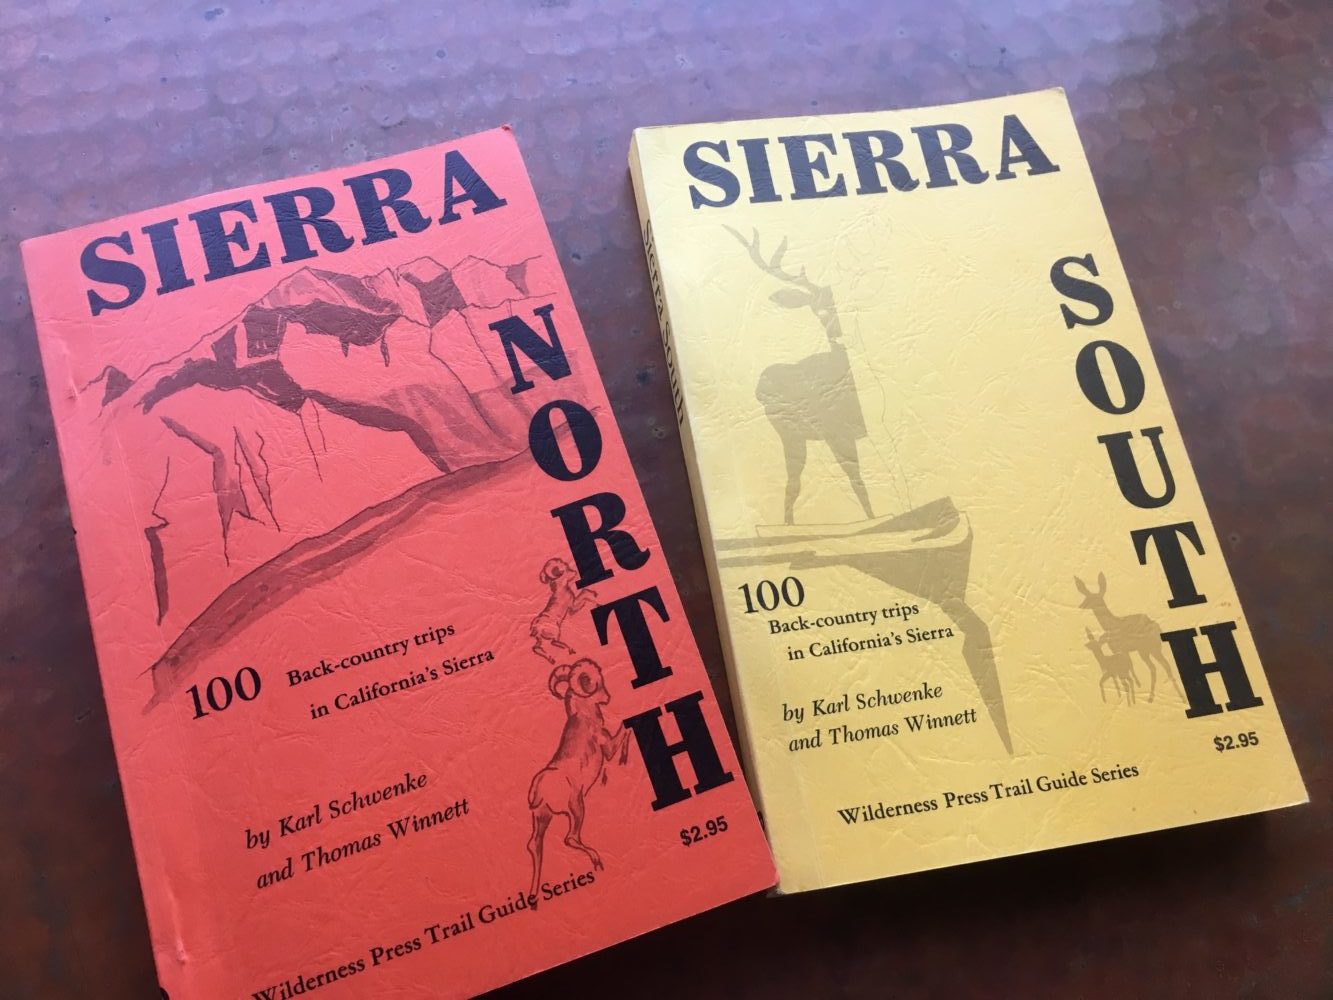 SIERRA
NORTH
100 Back-country trips
in California's Sierra
by Karl Schwenke
and Thomas Winnett
$2.95
Wilderness Press Trail Guide Series
Sierra South
SIERRA
SOUTH
100
Back-country trips
in California's Sierra
by Karl Schwenke
and Thomas Winnett
$2.95
Wilderness Press Trail Guide Series